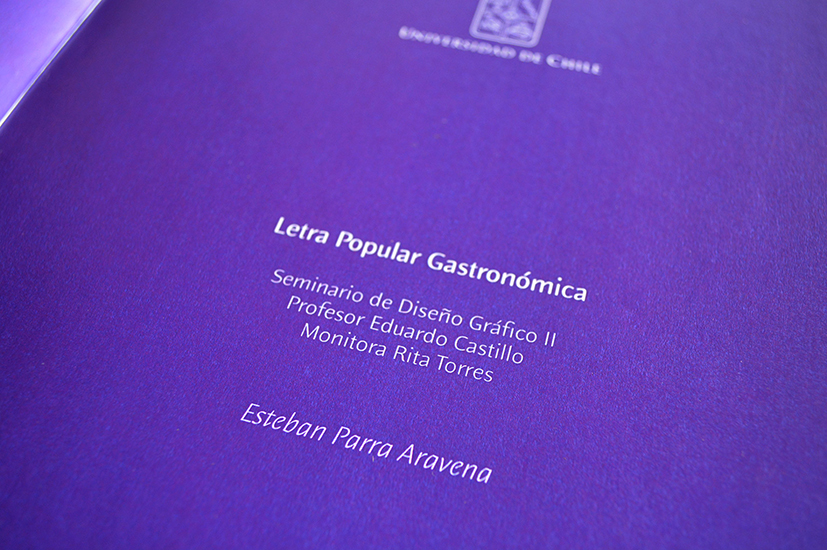 UNIVERSIDAD DE CHILE
Letra Popular Gastronómica
Seminario de Diseño Gráfico II
Profesor Eduardo Castillo
Monitora Rita Torres
Esteban Parra Aravena